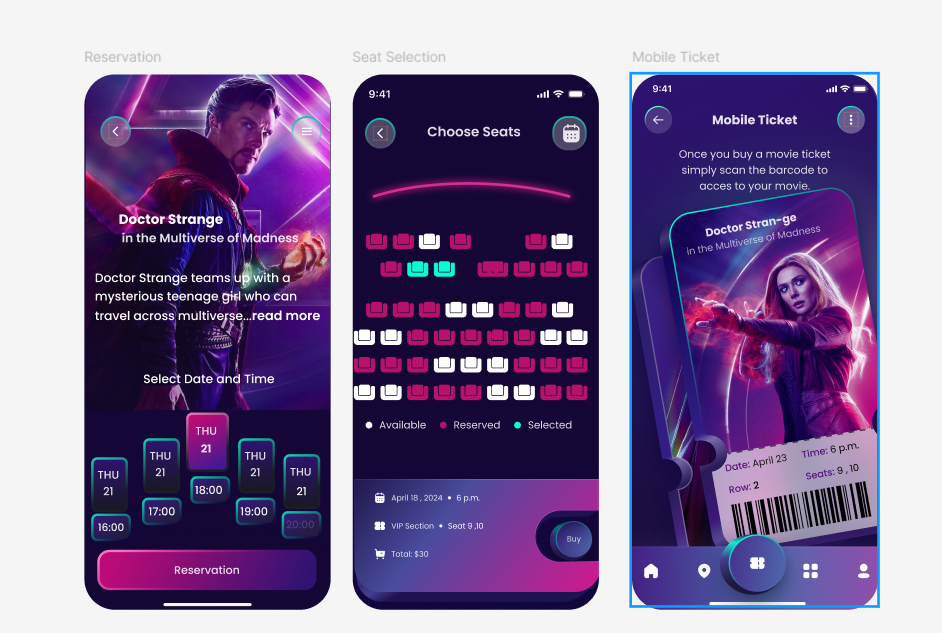 Reservation
Doctor Strange
in the Multiverse of Madness
Doctor Strange teams up with a
mysterious teenage girl who can
travel across multiverse...read more
Select Date and Time
THU
21
THU
21
THU
21
THU
21
THU
21
16:00
17:00
18:00
19:00
20:00
Reservation
Seat Selection
9:41
Choose Seats
Available
Reserved
Selected
April 18 , 2024 • 6 p.m.
VIP Section • Seat 9 ,10
Total: $30
Buy
Mobile Ticket
9:41
Mobile Ticket
Once you buy a movie ticket
simply scan the barcode to
acces to your movie.
Doctor Stran-ge
in the Multiverse of Madness
Date: April 23
Time: 6 p.m.
Row: 2
Seats: 9 , 10